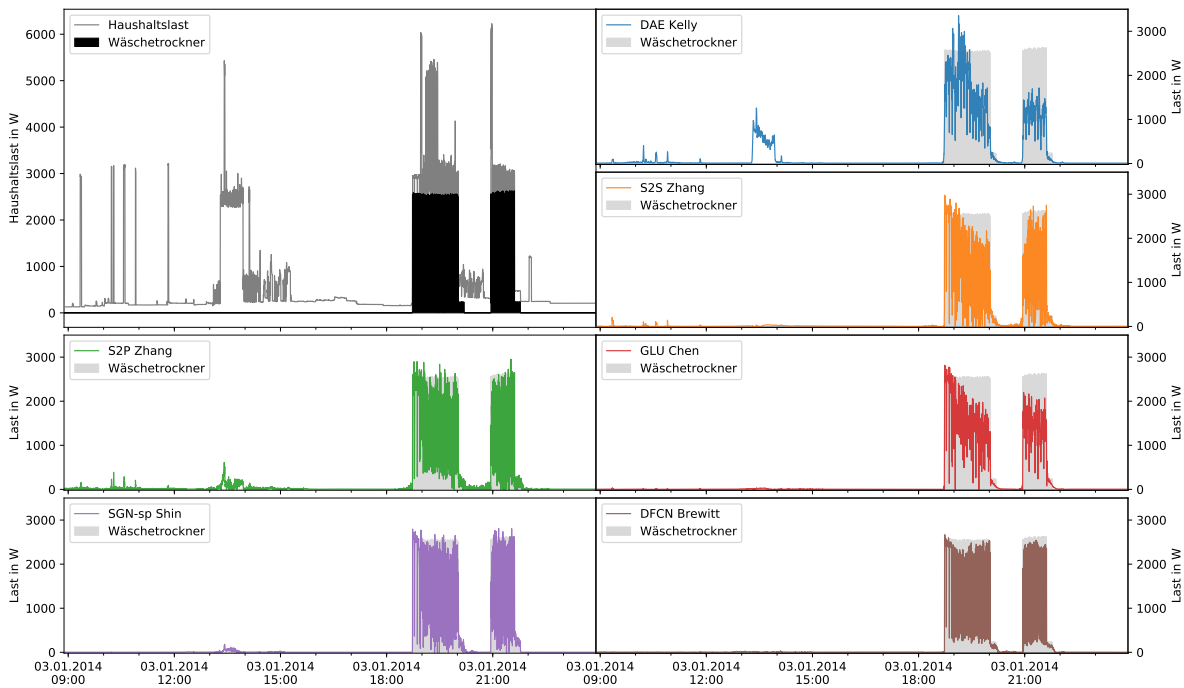 Haushaltslast
Wäschetrockner
6000
5000
4000
3000
2000
1000
0
Haushaltslast in W
DAE Kelly
Wäschetrockner
3000
2000
1000
0
Last in W
S2S Zhang
Wäschetrockner
3000
2000
1000
0
Last in W
S2P Zhang
Wäschetrockner
3000
2000
1000
0
Last in W
GLU Chen
Wäschetrockner
3000
2000
1000
0
Last in W
SGN-sp Shin
Wäschetrockner
3000
2000
1000
0
Last in W
DFCN Brewitt
Wäschetrockner
3000
2000
1000
0
Last in W
03.01.2014 03.01.2014 03.01.2014 03.01.2014 03.01.2014 03.01.2014 03.01.2014 03.01.2014 03.01.2014 03.01.2014
09:00 12:00 15:00 18:00 21:00 09:00 12:00 15:00 18:00 21:00